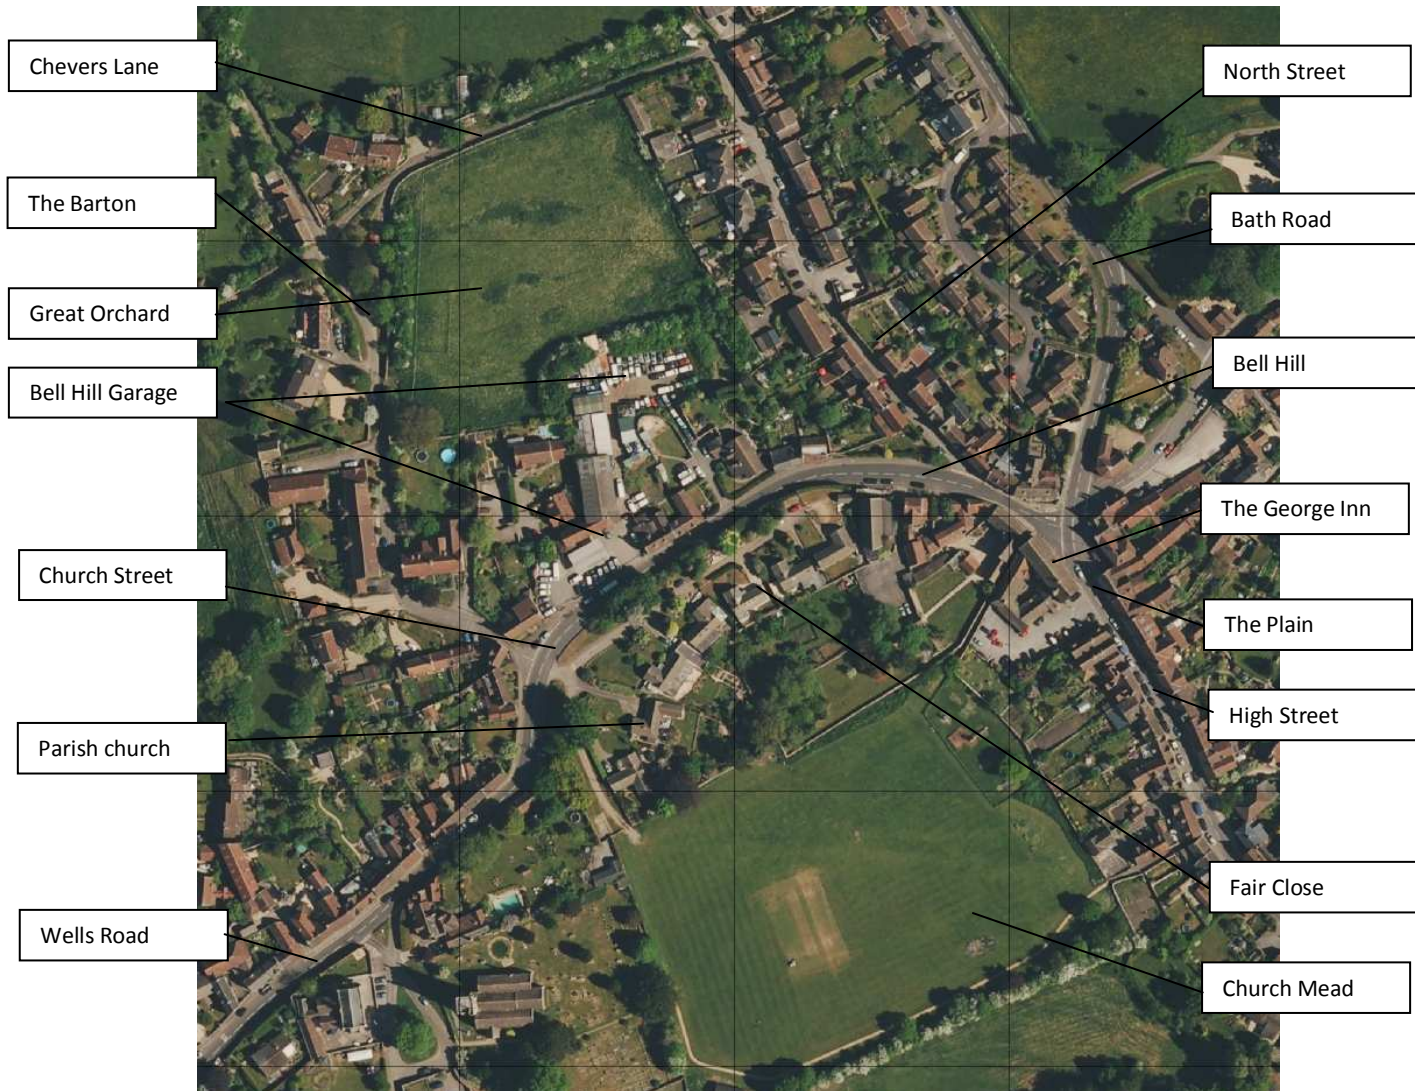 Chevers Lane
The Barton
Great Orchard
Bell Hill Garage
Church Street
Parish church
Wells Road
North Street
Bath Road
Bell Hill
The George Inn
The Plain
High Street
Fair Close
Church Mead